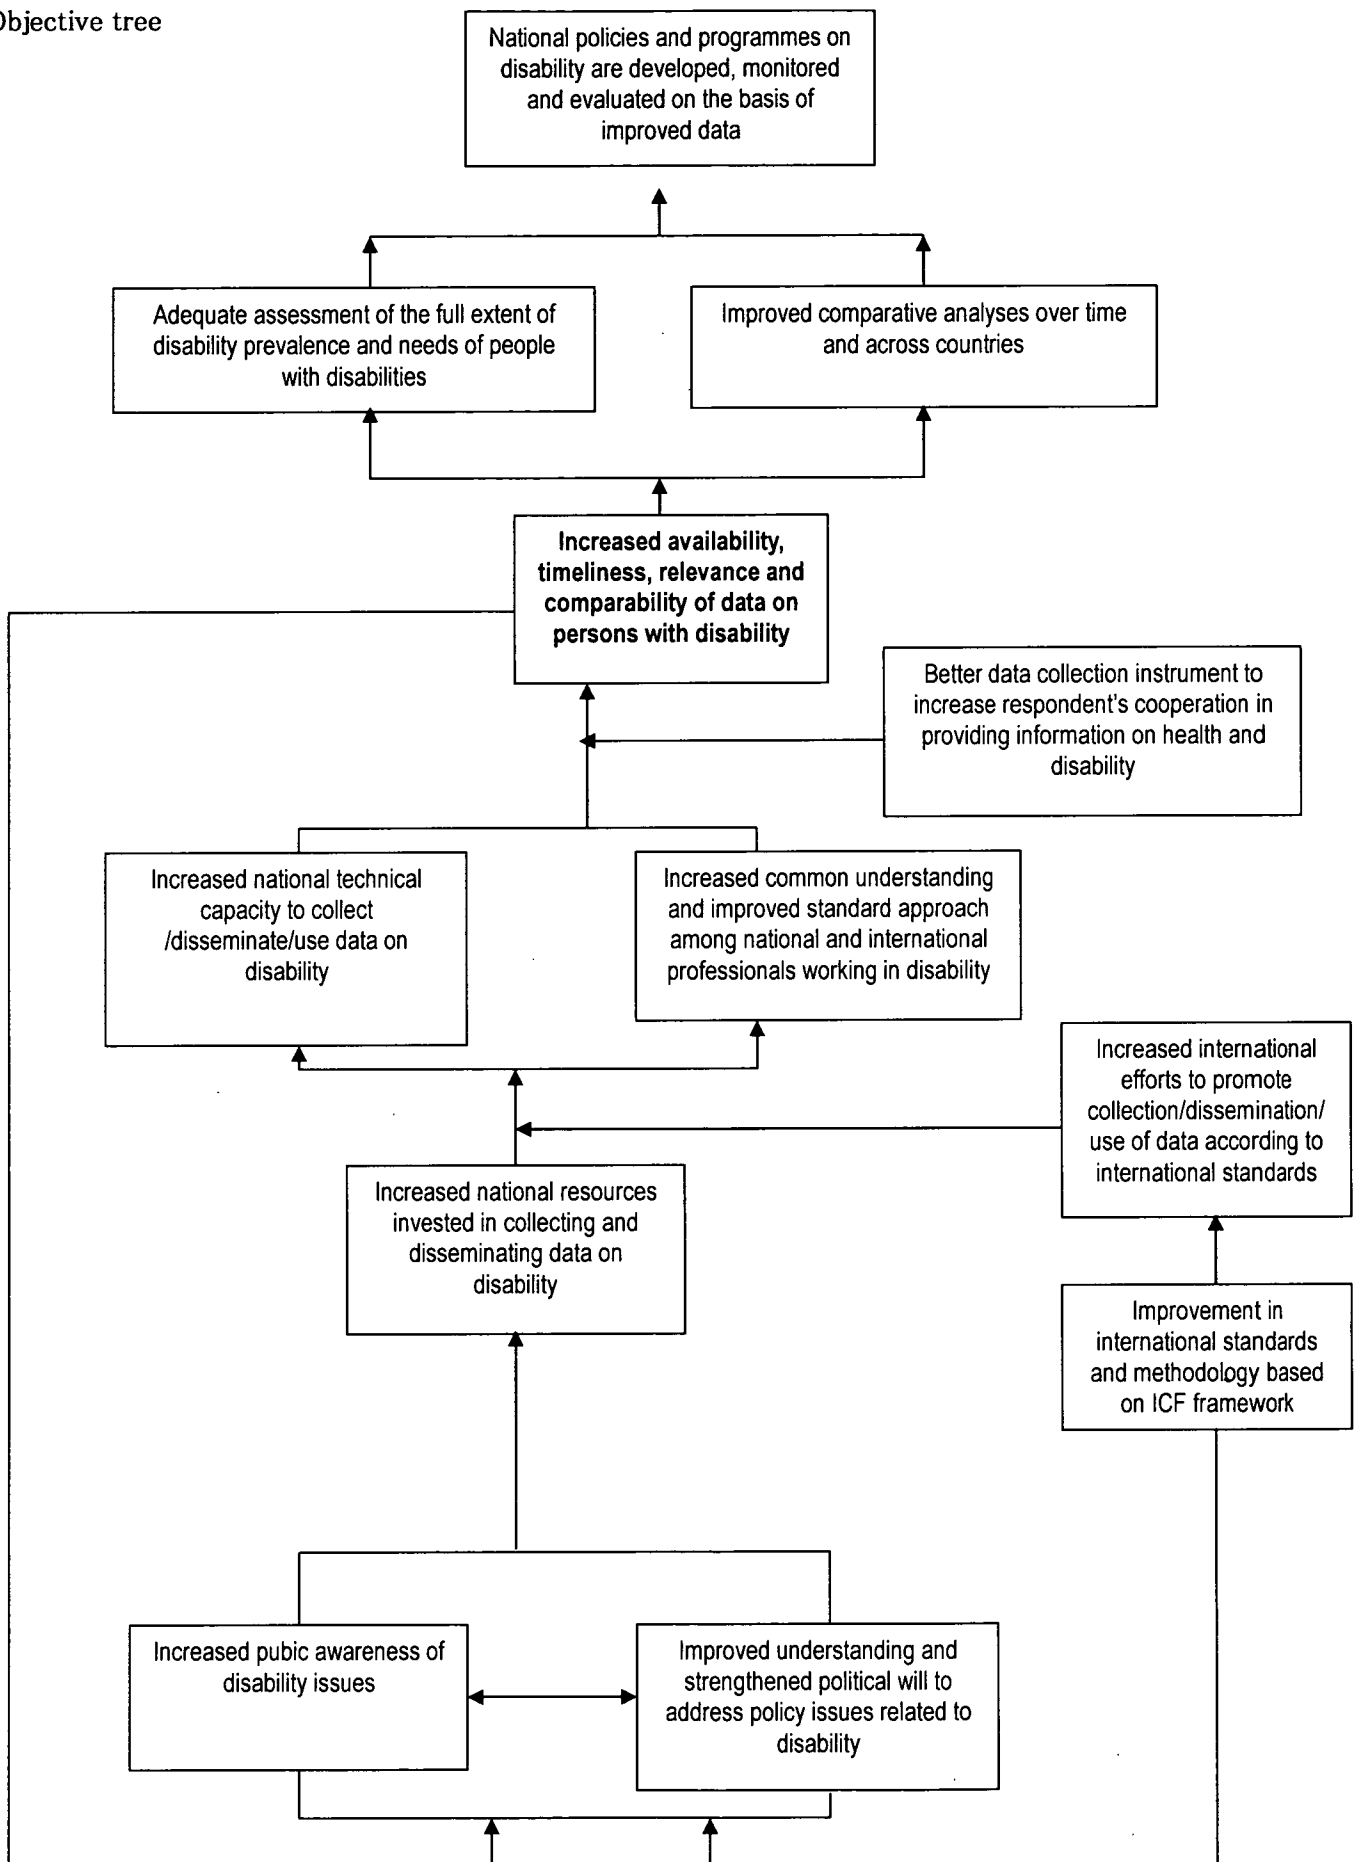 Objective tree
National policies and programmes on
disability are developed, monitored
and evaluated on the basis of
improved data
Adequate assessment of the full extent of
disability prevalence and needs of people
with disabilities
Improved comparative analyses over time
and across countries
Increased availability,
timeliness, relevance and
comparability of data on
persons with disability
Better data collection instrument to
increase respondent's cooperation in
providing information on health and
disability
Increased national technical
capacity to collect
/disseminate/use data on
disability
Increased common understanding
and improved standard approach
among national and international
professionals working in disability
Increased international
efforts to promote
collection/dissemination/
use of data according to
international standards
Increased national resources
invested in collecting and
disseminating data on
disability
Improvement in
international standards
and methodology based
on ICF framework
Increased pubic awareness of
disability issues
Improved understanding and
strengthened political will to
address policy issues related to
disability